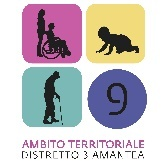 9
AMBITO TERRITORIALE
DISTRETTO 3 AMANTEA